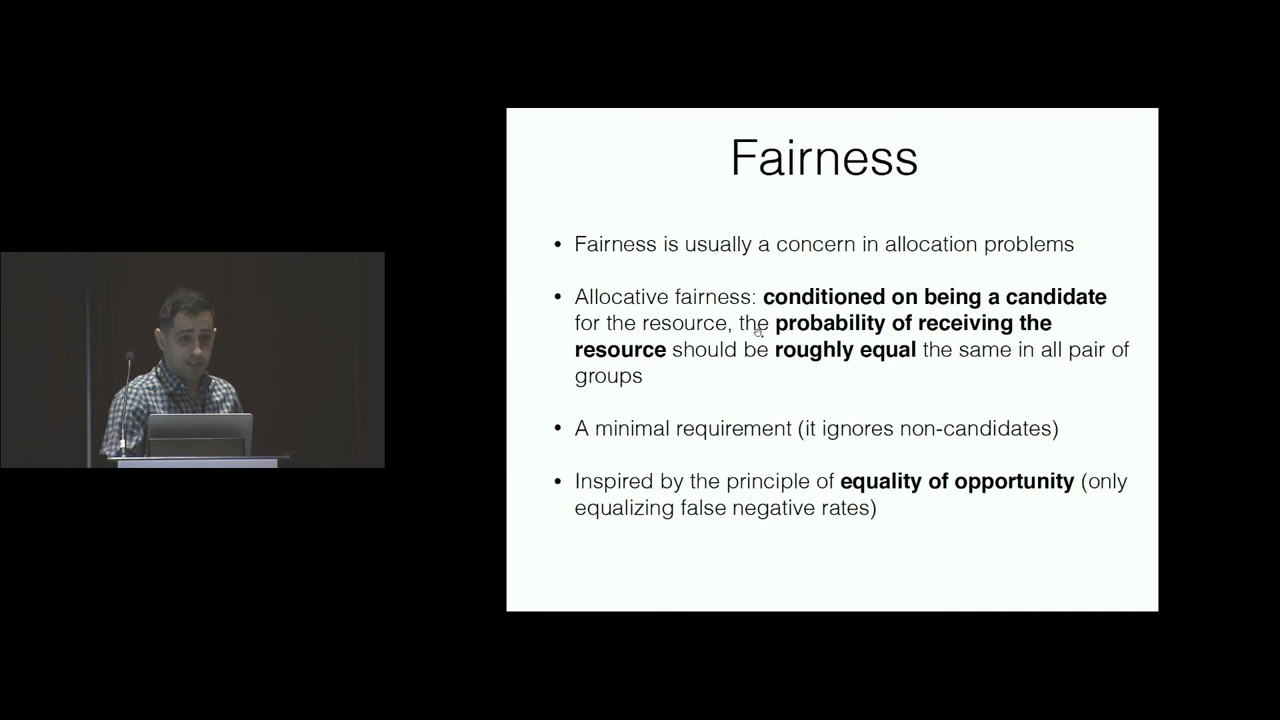 Fairness
• Fairness is usually a concern in allocation problems
• Allocative fairness: conditioned on being a candidate
for the resource, the probability of receiving the
resource should be roughly equal the same in all pair of
groups
• A minimal requirement (it ignores non-candidates)
• Inspired by the principle of equality of opportunity (only
equalizing false negative rates)